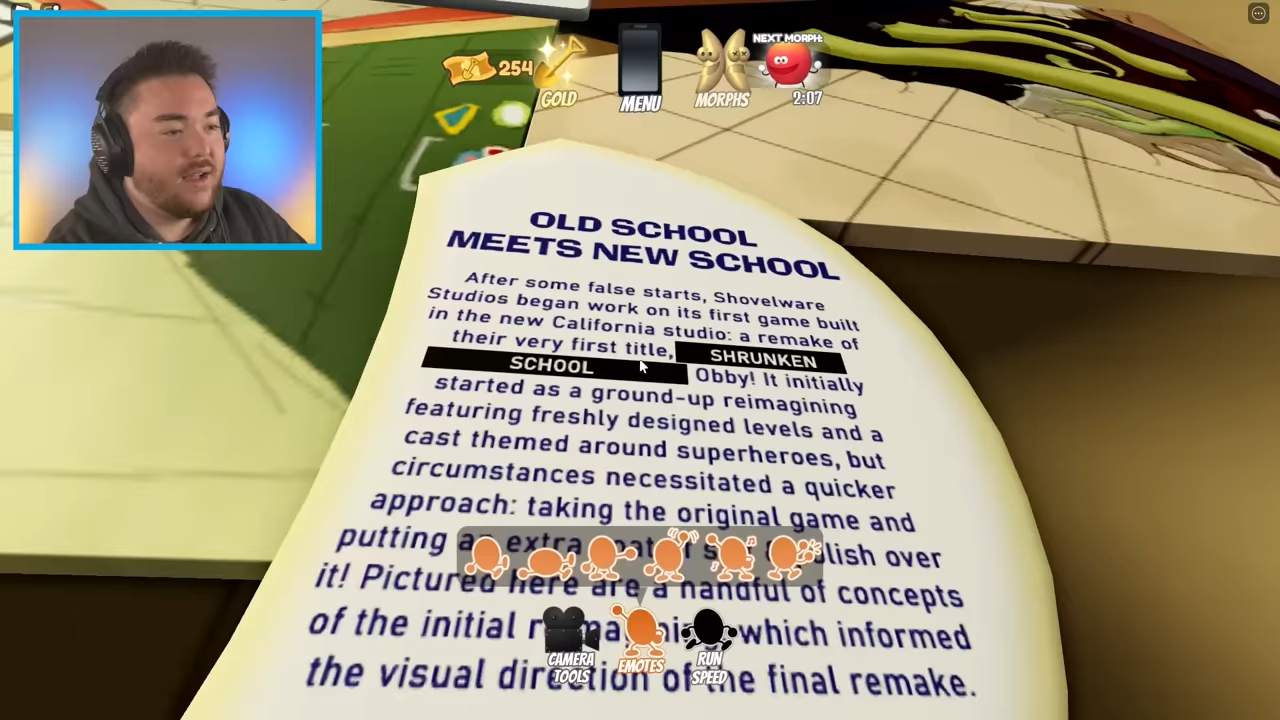 254
GOLD
MENU
MORPHS
NEXT MORPH:
2:07
OLD SCHOOL
MEETS NEW SCHOOL
After some false starts, Shovelware
Studios began work on its first game built
in the new California studio: a remake of
their very first title, SHRUNKEN
SCHOOL Obby! It initially
started as a ground-up reimagining
featuring freshly designed levels and a
cast themed around superheroes, but
circumstances necessitated a quicker
approach: taking the original game and
putting an extra over
it! Pictured here are a handful of concepts
of the initial which informed
the visual direction of the final remake.
CAMERA
TOOLS
EMOTES
RUN
SPEED